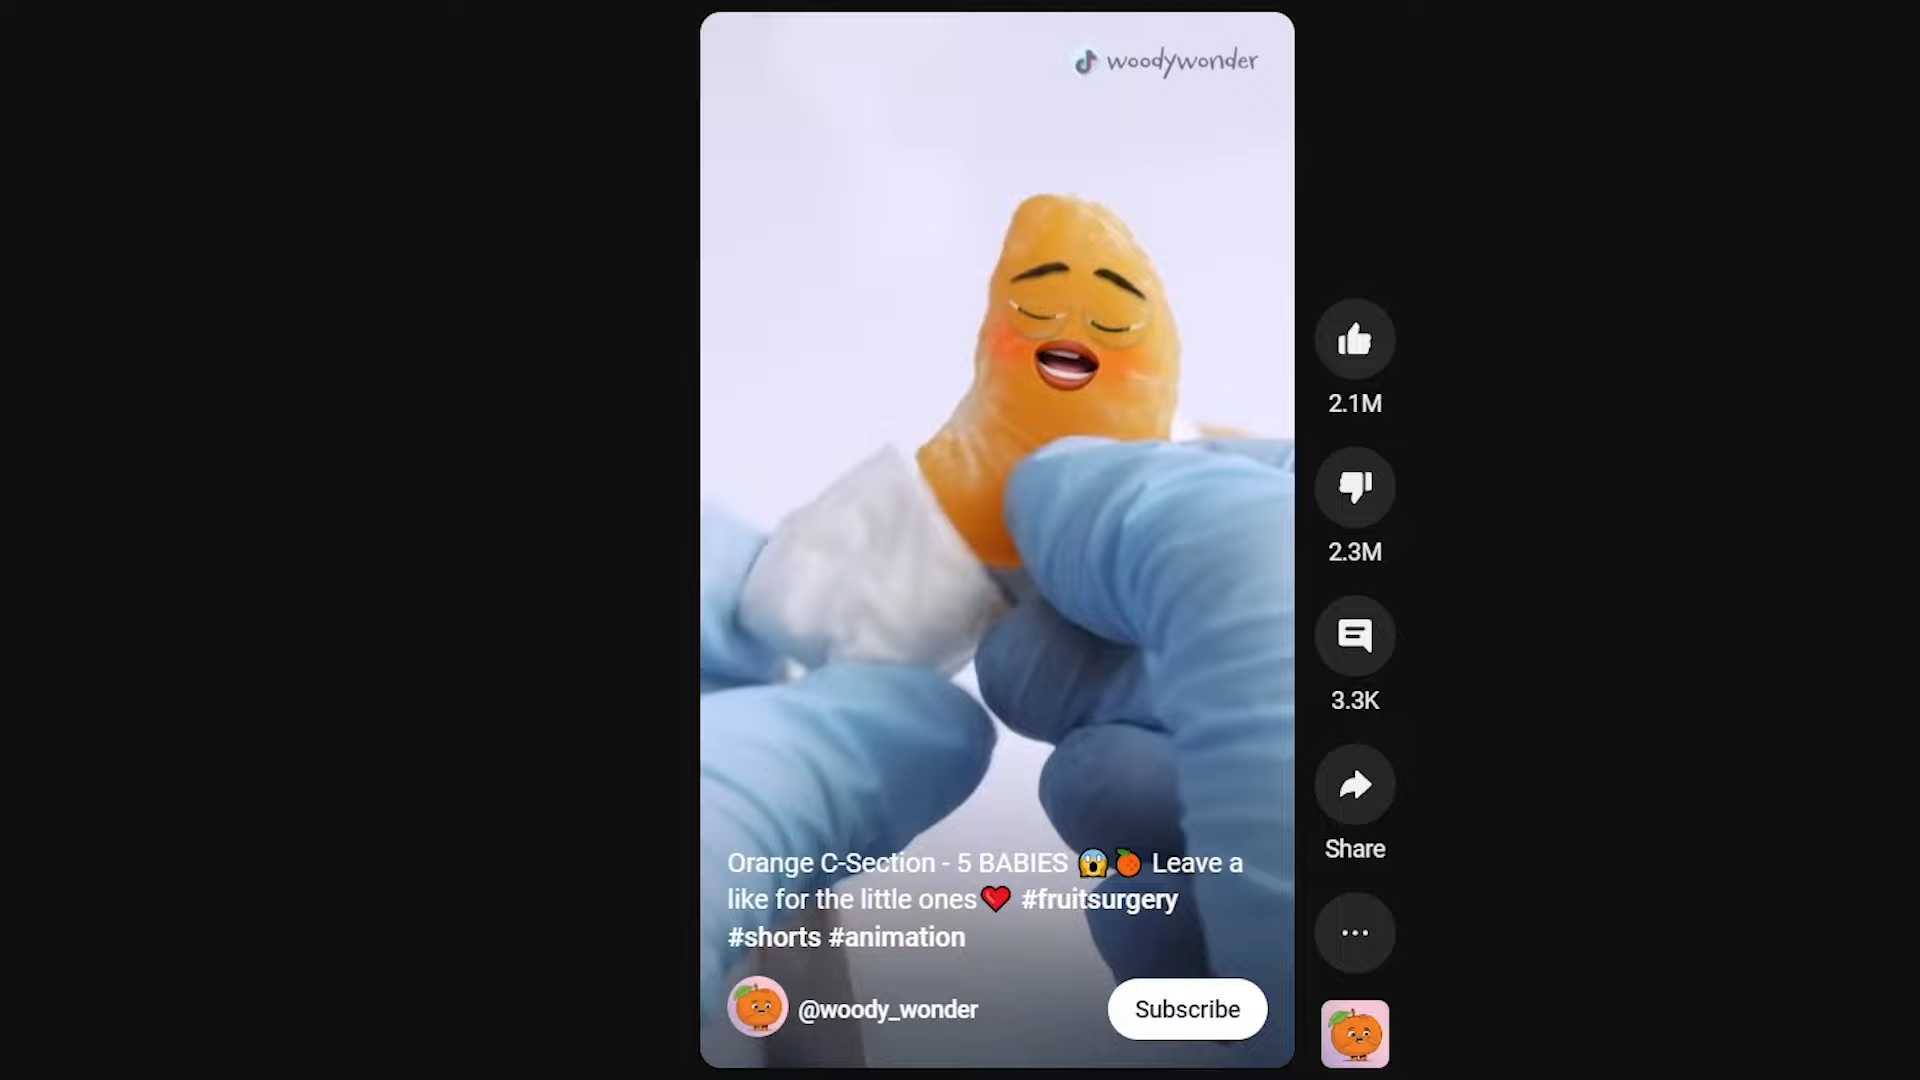 woodywonder
2.1M
2.3M
3.3K
Share
Orange C-Section - 5 BABIES 😱🍊 Leave a
like for the little ones❤️ #fruitsurgery
#shorts #animation
@woody_wonder
Subscribe